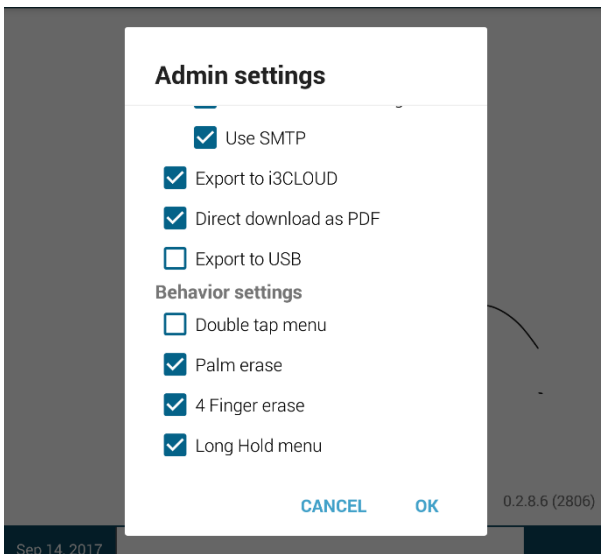 Admin settings
Use SMTP
Export to i3CLOUD
Direct download as PDF
Export to USB
Behavior settings
Double tap menu
Palm erase
4 Finger erase
Long Hold menu
CANCEL OK
0.2.8.6 (2806)
Sep 14, 2017